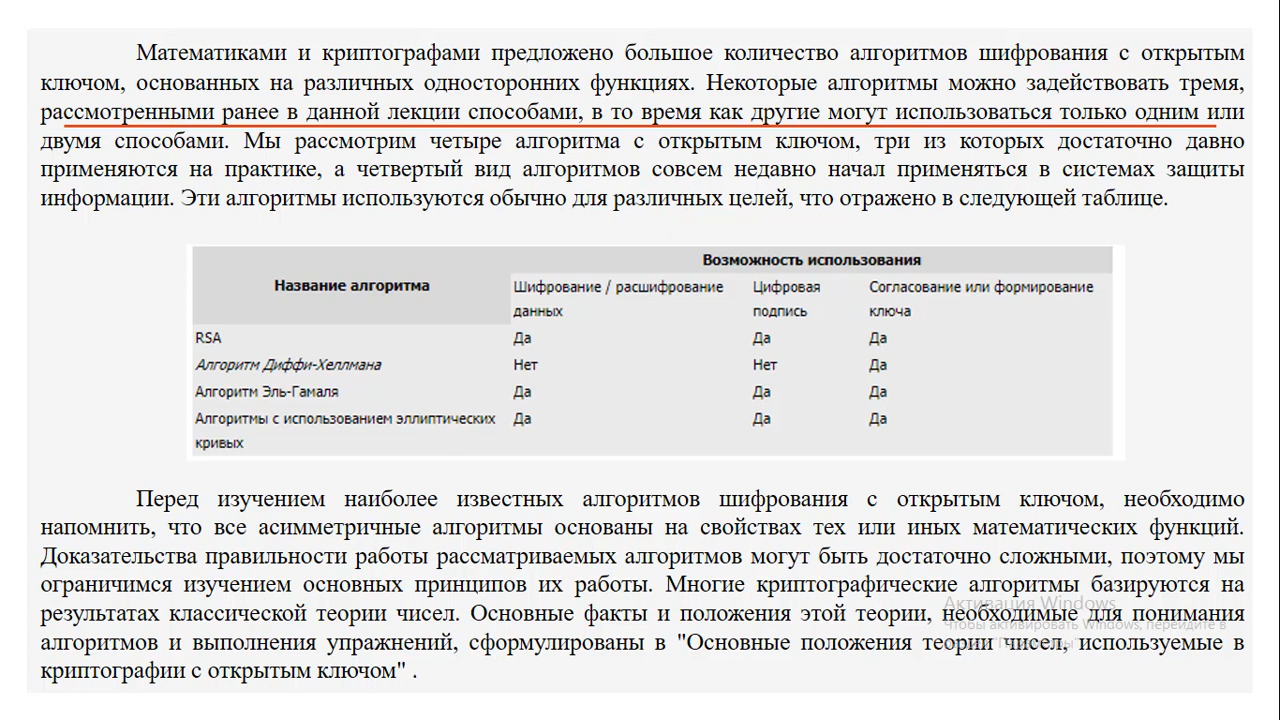 Математиками и криптографами предложено большое количество алгоритмов шифрования с открытым
ключом, основанных на различных односторонних функциях. Некоторые алгоритмы можно задействовать тремя,
рассмотренными ранее в данной лекции способами, в то время как другие могут использоваться только одним или
двумя способами. Мы рассмотрим четыре алгоритма с открытым ключом, три из которых достаточно давно
применяются на практике, а четвертый вид алгоритмов совсем недавно начал применяться в системах защиты
информации. Эти алгоритмы используются обычно для различных целей, что отражено в следующей таблице.
Название алгоритма
Возможность использования
Шифрование / расшифрование данных
Цифровая подпись
Согласование или формирование ключа
RSA Да Да Да
Алгоритм Диффи-Хеллмана Нет Нет Да
Алгоритм Эль-Гамаля Да Да Да
Алгоритмы с использованием эллиптических Да Да Да
кривых
Перед изучением наиболее известных алгоритмов шифрования с открытым ключом, необходимо
напомнить, что все асимметричные алгоритмы основаны на свойствах тех или иных математических функций.
Доказательства правильности работы рассматриваемых алгоритмов могут быть достаточно сложными, поэтому мы
ограничимся изучением основных принципов их работы. Многие криптографические алгоритмы базируются на
результатах классической теории чисел. Основные факты и положения этой теории, необходимые для понимания
алгоритмов и выполнения упражнений, сформулированы в "Основные положения теории чисел, используемые в
криптографии с открытым ключом" .
Активация Windows
Чтобы активировать Windows, перейдите в
"Параметры"